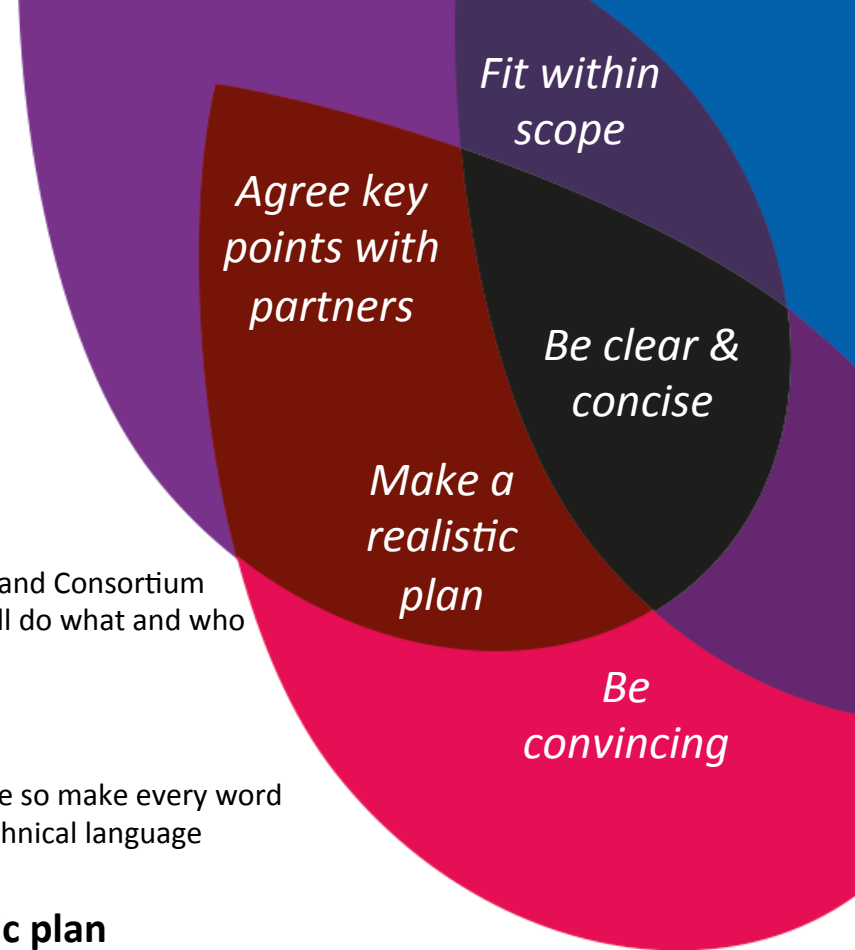 Fit within
scope
Agree key
points with
partners
Be clear &
concise
Make a
realistic
plan
and Consortium
ll do what and who
Be
convincing
e so make every word
chnical language
c plan